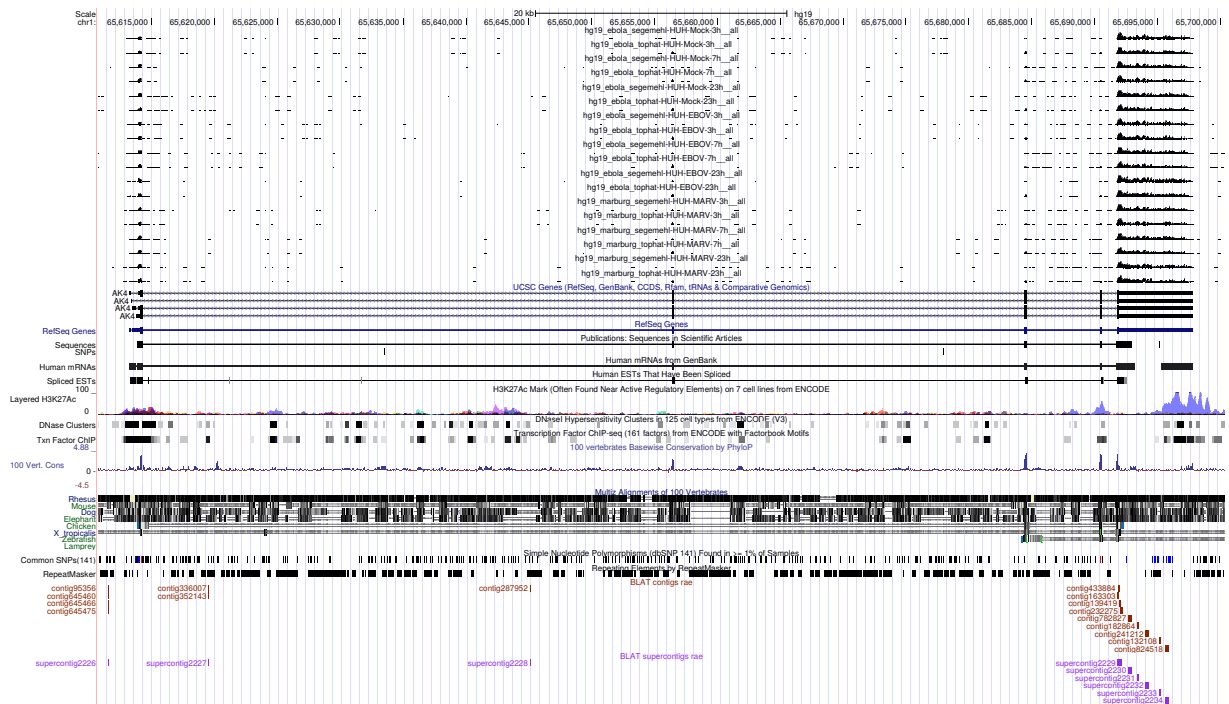 Scale 20 kb hg19
chr1: 65,615,000 65,620,000 65,625,000 65,630,000 65,635,000 65,640,000 65,645,000 65,650,000 65,655,000 65,660,000 65,665,000 65,670,000 65,675,000 65,680,000 65,685,000 65,690,000 65,695,000 65,700,000
hg19_ebola_segemehl-HUH-Mock-3h__all
hg19_ebola_tophat-HUH-Mock-3h__all
hg19_ebola_segemehl-HUH-Mock-7h__all
hg19_ebola_tophat-HUH-Mock-7h__all
hg19_ebola_segemehl-HUH-Mock-23h__all
hg19_ebola_tophat-HUH-Mock-23h__all
hg19_ebola_segemehl-HUH-EBOV-3h__all
hg19_ebola_tophat-HUH-EBOV-3h__all
hg19_ebola_segemehl-HUH-EBOV-7h__all
hg19_ebola_tophat-HUH-EBOV-7h__all
hg19_ebola_segemehl-HUH-EBOV-23h__all
hg19_ebola_tophat-HUH-EBOV-23h__all
hg19_marburg_segemehl-HUH-MARV-3h__all
hg19_marburg_tophat-HUH-MARV-3h__all
hg19_marburg_segemehl-HUH-MARV-7h__all
hg19_marburg_tophat-HUH-MARV-7h__all
hg19_marburg_segemehl-HUH-MARV-23h__all
hg19_marburg_tophat-HUH-MARV-23h__all
UCSC Genes (RefSeq, GenBank, CCDS, Rfam, tRNAs & Comparative Genomics)
AK4
AK4
AK4
AK4
RefSeq Genes
RefSeq Genes
Publications: Sequences in Scientific Articles
Sequences
SNPs
Human mRNAs from GenBank
Human mRNAs
Human ESTs That Have Been Spliced
Spliced ESTs
H3K27Ac Mark (Often Found Near Active Regulatory Elements) on 7 cell lines from ENCODE
100
Layered H3K27Ac
0
DNaseI Hypersensitivity Clusters in 125 cell types from ENCODE (V3)
DNase Clusters
Transcription Factor ChIP-seq (161 factors) from ENCODE with Factorbook Motifs
Txn Factor ChIP
100 vertebrates Basewise Conservation by PhyloP
4.88
100 Vert. Cons
0
-4.5
Multiz Alignments of 100 Vertebrates
Rhesus
Mouse
Dog
Elephant
Chicken
X_tropicalis
Zebrafish
Lamprey
Simple Nucleotide Polymorphisms (dbSNP 141) Found in >= 1% of Samples
Common SNPs(141)
Repeating Elements by RepeatMasker
RepeatMasker
BLAT contigs rae
contig95356 contig336007 contig287952 contig433884
contig645460 contig352143 contig163303
contig645466 contig139419
contig645475 contig232275
contig782827
contig182864
contig241212
contig132108
contig824518
BLAT supercontigs rae
supercontig2226 supercontig2227 supercontig2228 supercontig2229
supercontig2230
supercontig2231
supercontig2232
supercontig2233
supercontig2234